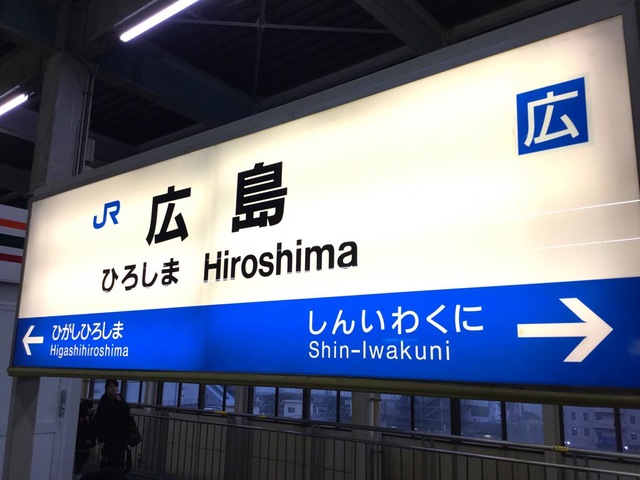 広
JR 広島
ひろしま Hiroshima
← ひがしひろしま
Higashihiroshima
しんいわくに →
Shin-Iwakuni